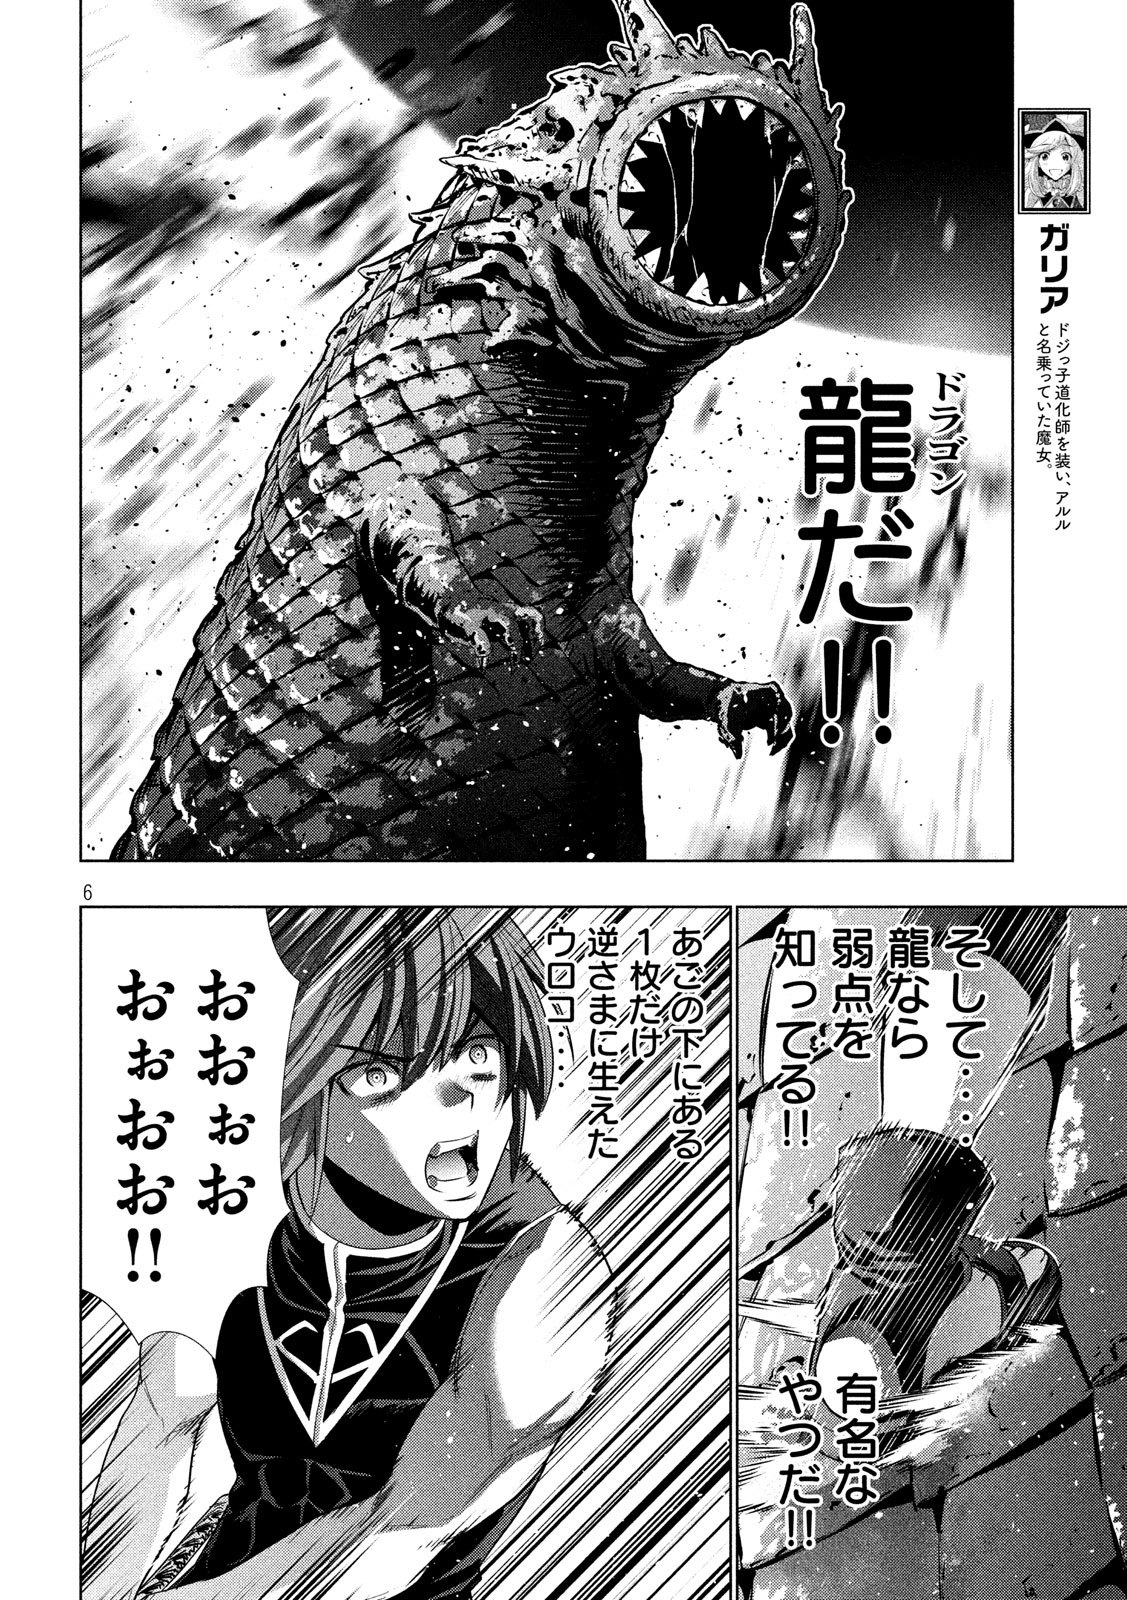 ガリア
ドジっ子道化師を装い、アルル
と名乗っていた魔女。
ドラゴン
龍だ!!
6
そして‥‥‥
龍なら
弱点を
知ってる!!
有名な
やつだ!!
あごの下にある
1枚だけ
逆さまに生えた
ウロコ‥‥‥
おおぉお
おぉおお!!